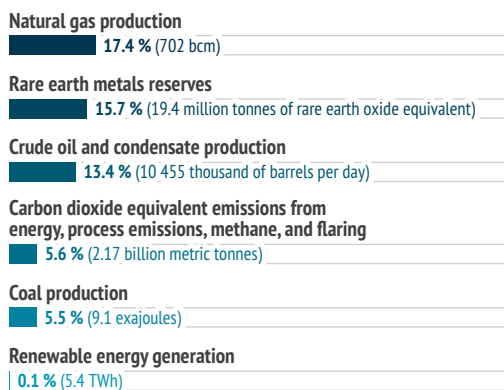 Natural gas production
17.4 % (702 bcm)
Rare earth metals reserves
15.7 % (19.4 million tonnes of rare earth oxide equivalent)
Crude oil and condensate production
13.4 % (10 455 thousand of barrels per day)
Carbon dioxide equivalent emissions from
energy, process emissions, methane, and flaring
5.6 % (2.17 billion metric tonnes)
Coal production
5.5 % (9.1 exajoules)
Renewable energy generation
0.1 % (5.4 TWh)